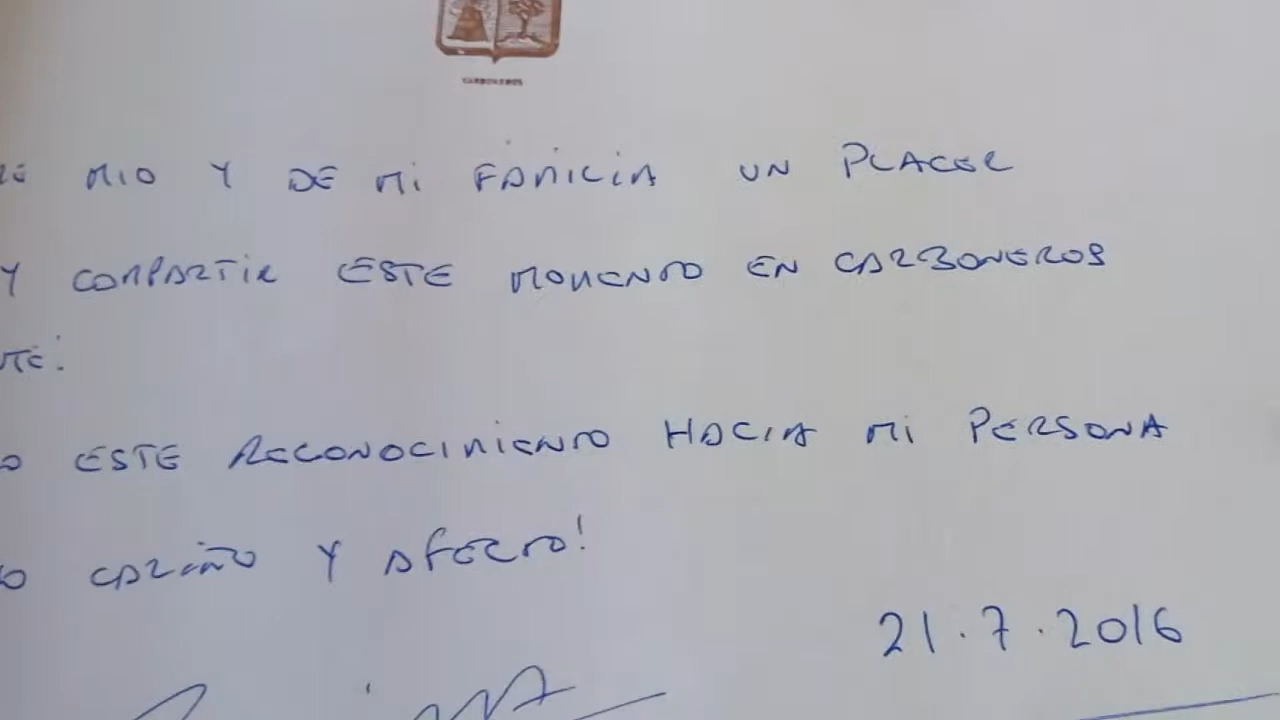 CARBONEROS
MIO Y DE MI FAMILIA UN PLACER
Y COMPARTIR ESTE MOMENTO EN CARBONEROS
ESTE RECONOCIMIENTO HACIA MI PERSONA
CARIÑO Y AFECTO!
21.7.2016